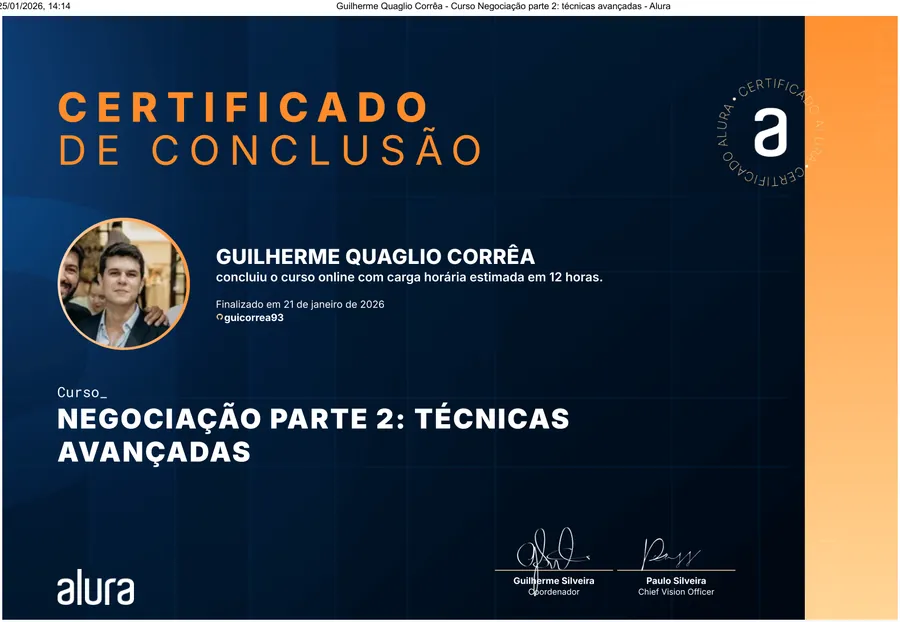 25/01/2026, 14:14
Guilherme Quaglio Corrêa - Curso Negociação parte 2: técnicas avançadas - Alura
CERTIFICADO
DE CONCLUSÃO
CERTIFICADO ALURA • CERTIFICADO ALURA •
a
GUILHERME QUAGLIO CORRÊA
concluiu o curso online com carga horária estimada em 12 horas.
Finalizado em 21 de janeiro de 2026
guicorrea93
Curso_
NEGOCIAÇÃO PARTE 2: TÉCNICAS
AVANÇADAS
alura
Guilherme Silveira
Coordenador
Paulo Silveira
Chief Vision Officer